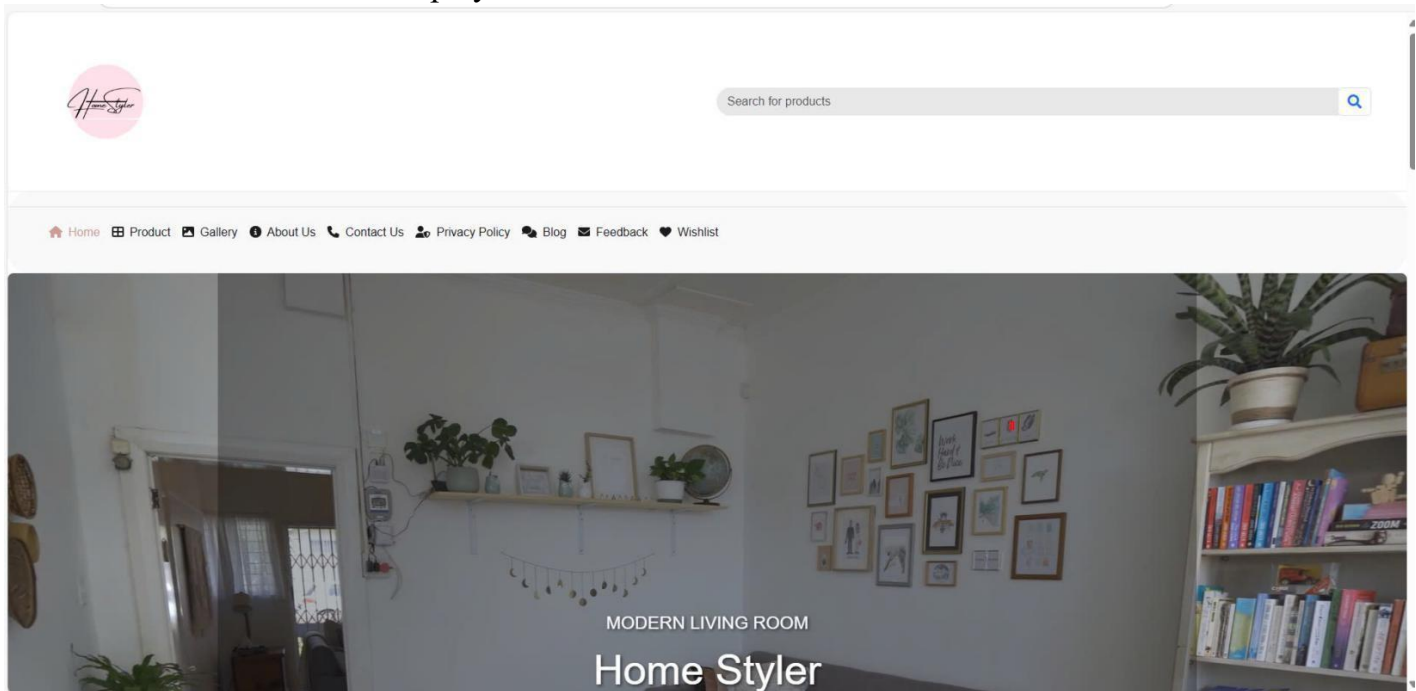 Home Styler
Search for products
Home Product Gallery About Us Contact Us Privacy Policy Blog Feedback Wishlist
ZOOM
MODERN LIVING ROOM
Home Styler